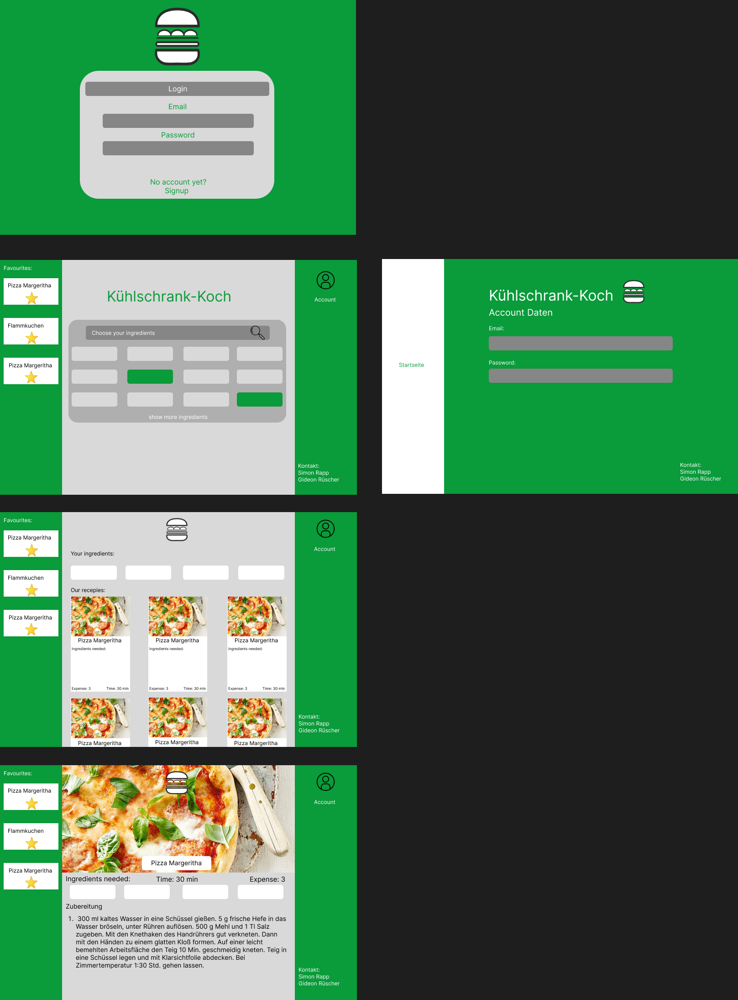 Login
Email
Password
No account yet?
Signup
Favourites:
Pizza Margeritha
Flammkuchen
Pizza Margeritha
Kühlschrank-Koch
Choose your ingredients
show more ingredients
Account
Kontakt:
Simon Rapp
Gideon Rüscher
Startseite
Kühlschrank-Koch
Account Daten
Email:
Password:
Kontakt:
Simon Rapp
Gideon Rüscher
Favourites:
Pizza Margeritha
Flammkuchen
Pizza Margeritha
Your ingredients:
Our recepies:
Pizza Margeritha
Ingredients needed:
Expense: 3 Time: 30 min
Pizza Margeritha
Ingredients needed:
Expense: 3 Time: 30 min
Pizza Margeritha
Ingredients needed:
Expense: 3 Time: 30 min
Pizza Margeritha
Pizza Margeritha
Pizza Margeritha
Account
Kontakt:
Simon Rapp
Gideon Rüscher
Favourites:
Pizza Margeritha
Flammkuchen
Pizza Margeritha
Pizza Margeritha
Ingredients needed: Time: 30 min Expense: 3
Zubereitung
1. 300 ml kaltes Wasser in eine Schüssel gießen. 5 g frische Hefe in das
Wasser bröseln, unter Rühren auflösen. 500 g Mehl und 1 Tl Salz
zugeben. Mit den Knethaken des Handrührers gut verkneten. Dann
mit den Händen zu einem glatten Kloß formen. Auf einer leicht
bemehlten Arbeitsfläche den Teig 10 Min. geschmeidig kneten. Teig in
eine Schüssel legen und mit Klarsichtfolie abdecken. Bei
Zimmertemperatur 1:30 Std. gehen lassen.
Account
Kontakt:
Simon Rapp
Gideon Rüscher